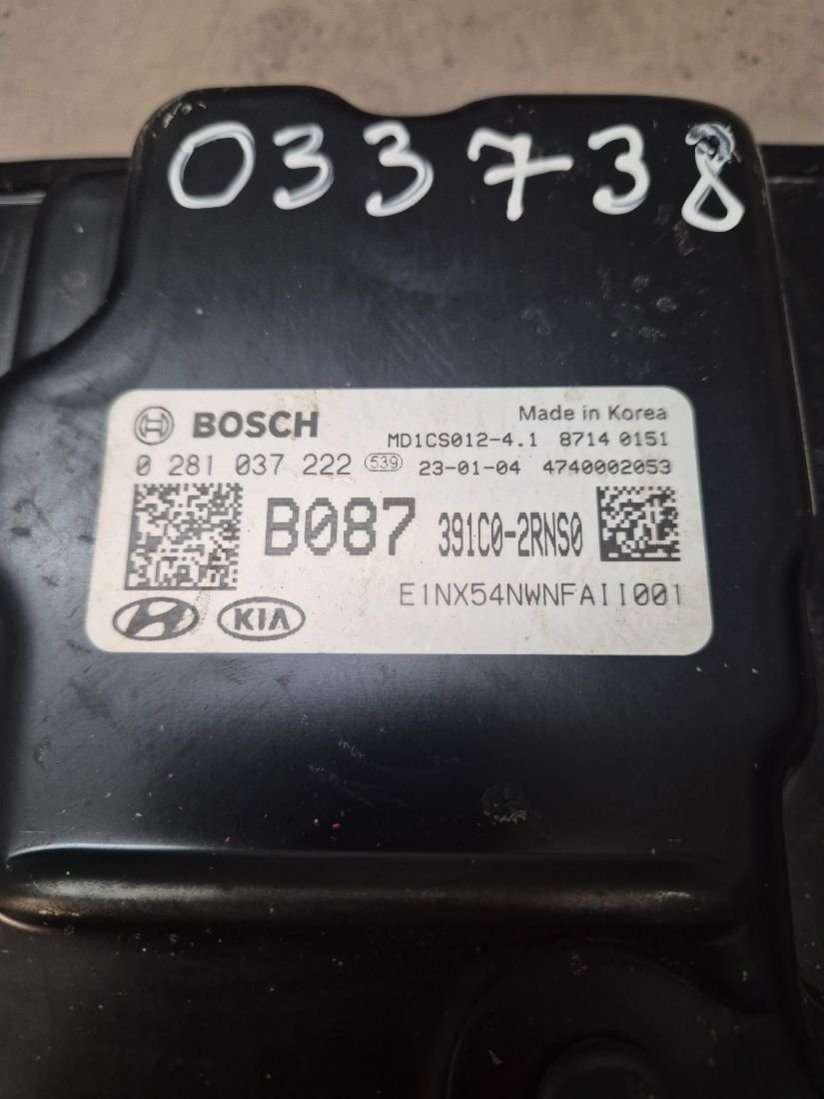 033738
BOSCH
Made in Korea
MD1CS012-4.1 8714 0151
0 281 037 222 539 23-01-04 4740002053
B087 391C0-2RNS0
E1NX54NWNFAII001
KIA